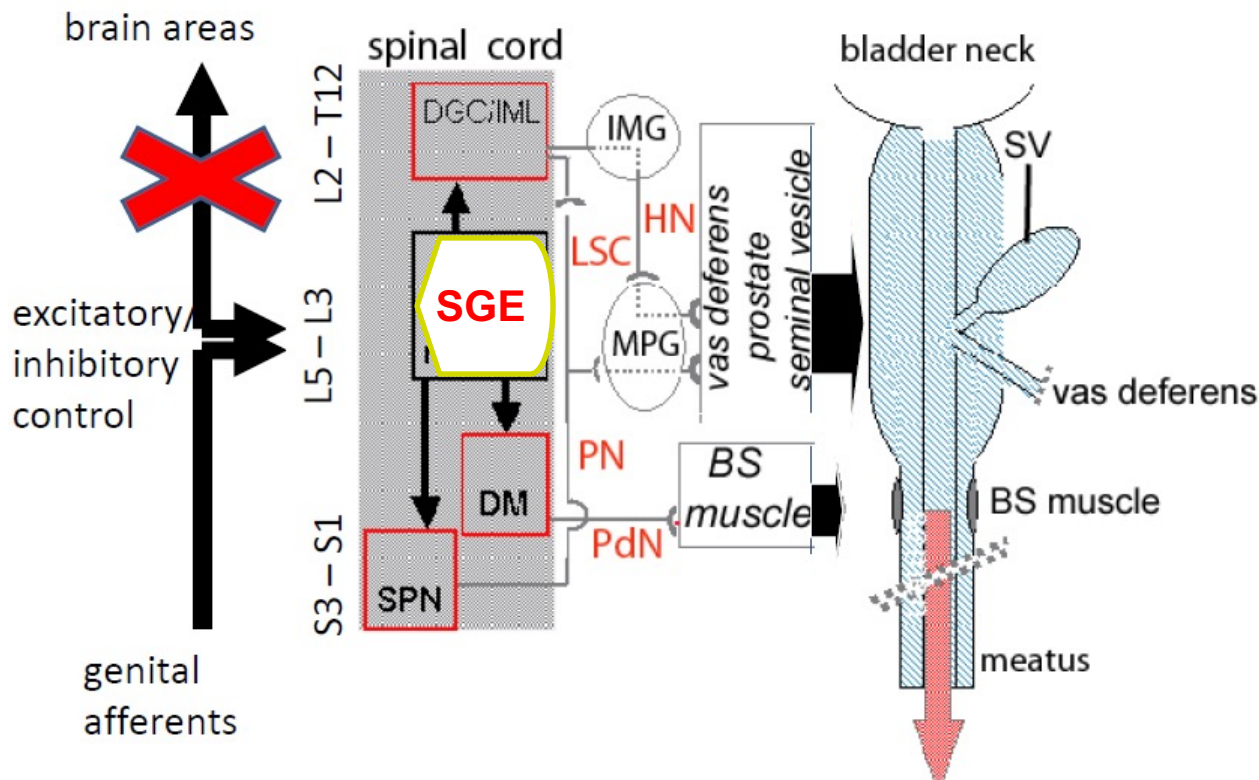 brain areas
spinal cord
bladder neck
L2 – T12
DGC/IML
IMG
SV
HN
LSC
vas deferens
prostate
seminal vesicle
SGE
L5 – L3
excitatory/
inhibitory
control
MPG
vas deferens
PN
BS
muscle
BS muscle
DM
PdN
S3 – S1
SPN
genital
afferents
meatus